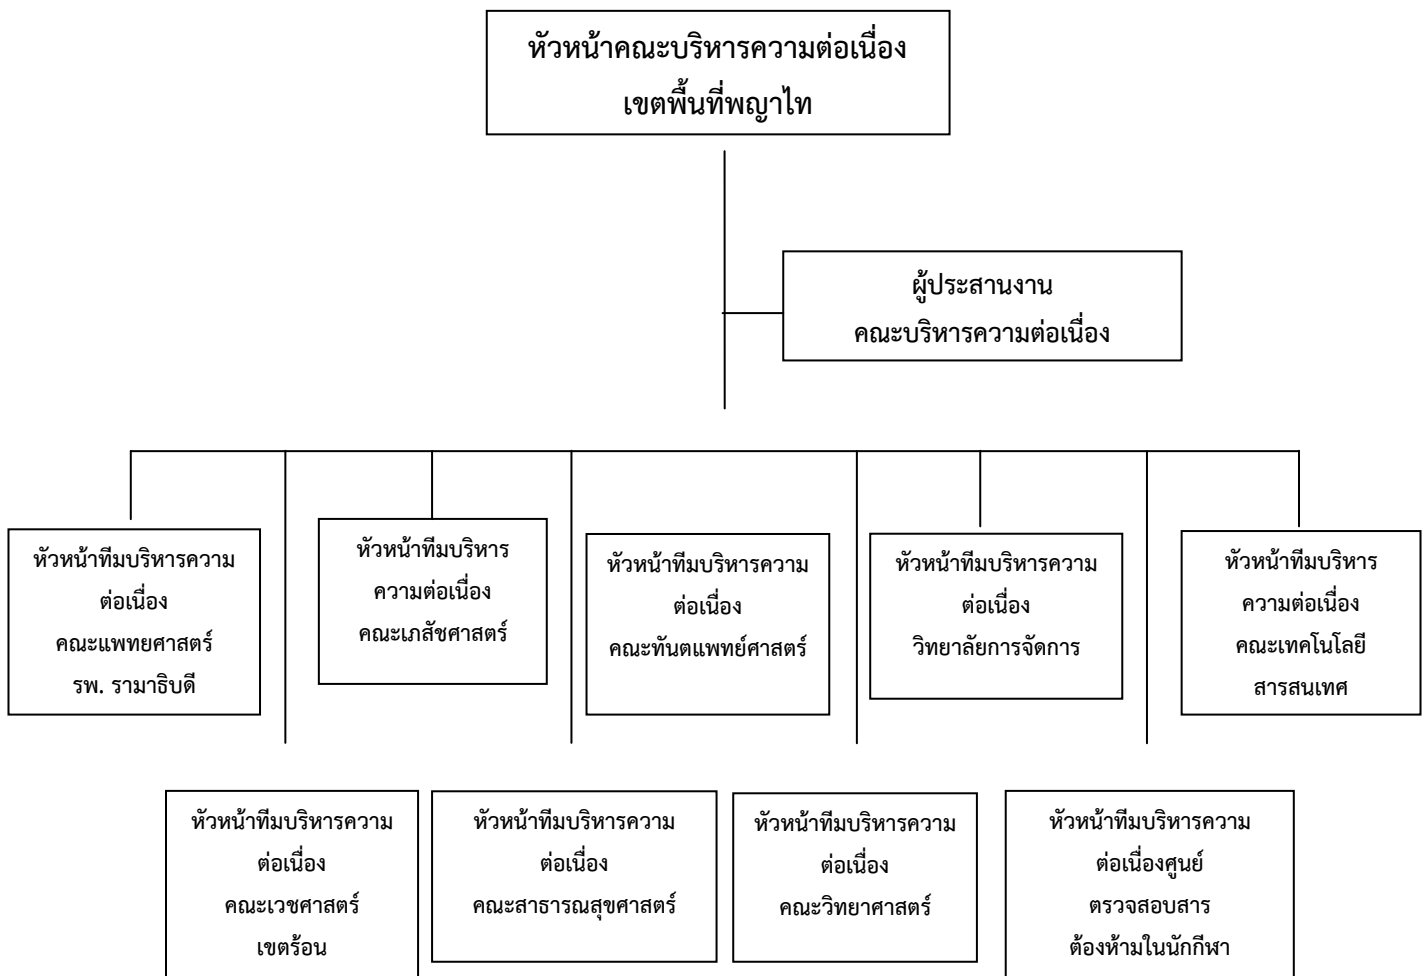 หัวหน้าคณะบริหารความต่อเนื่อง
เขตพื้นที่พญาไท
ผู้ประสานงาน
คณะบริหารความต่อเนื่อง
หัวหน้าทีมบริหารความ
ต่อเนื่อง
คณะแพทยศาสตร์
รพ. รามาธิบดี
หัวหน้าทีมบริหาร
ความต่อเนื่อง
คณะเภสัชศาสตร์
หัวหน้าทีมบริหารความ
ต่อเนื่อง
คณะทันตแพทย์ศาสตร์
หัวหน้าทีมบริหารความ
ต่อเนื่อง
วิทยาลัยการจัดการ
หัวหน้าทีมบริหาร
ความต่อเนื่อง
คณะเทคโนโลยี
สารสนเทศ
หัวหน้าทีมบริหารความ
ต่อเนื่อง
คณะเวชศาสตร์
เขตร้อน
หัวหน้าทีมบริหารความ
ต่อเนื่อง
คณะสาธารณสุขศาสตร์
หัวหน้าทีมบริหารความ
ต่อเนื่อง
คณะวิทยาศาสตร์
หัวหน้าทีมบริหารความ
ต่อเนื่องศูนย์
ตรวจสอบสาร
ต้องห้ามในนักกีฬา